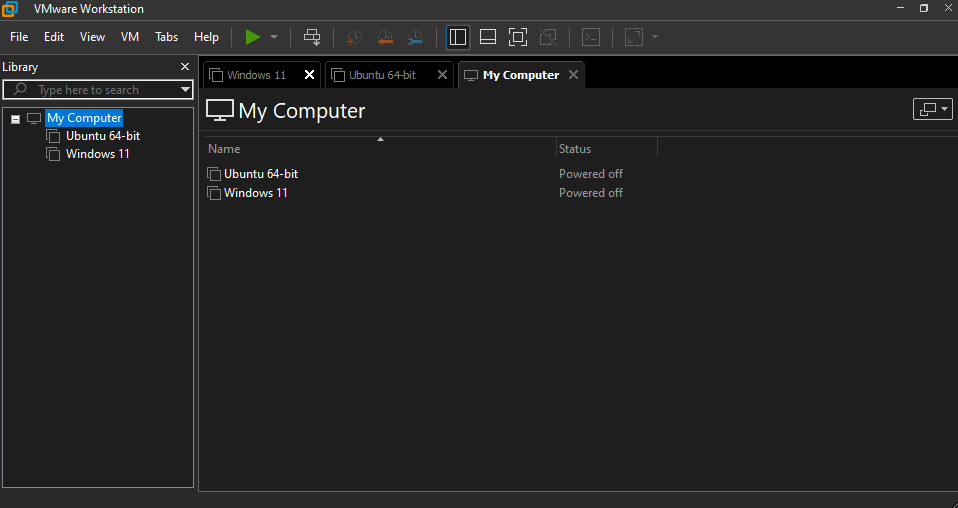 VMware Workstation
File Edit View VM Tabs Help
Library
Type here to search
My Computer
Ubuntu 64-bit
Windows 11
Windows 11 Ubuntu 64-bit My Computer
My Computer
Name Status
Ubuntu 64-bit Powered off
Windows 11 Powered off